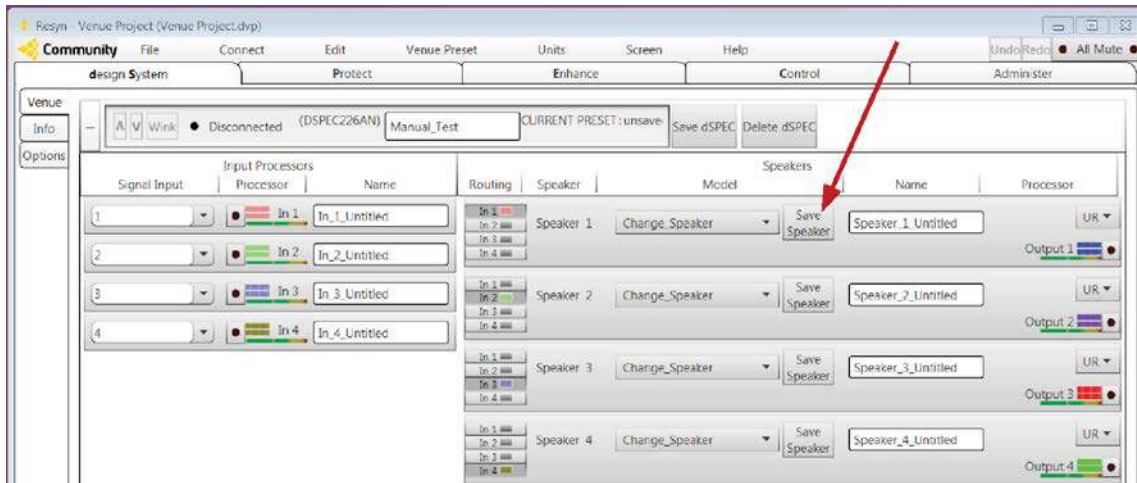 Resyn - Venue Project (Venue Project.dvp)
Community File Connect Edit Venue Preset Units Screen Help Undo Redo All Mute
design System Protect Enhance Control Administer
Venue
Info
Options
− Λ V Wink Disconnected (DSPEC226AN) Manual_Test CURRENT PRESET: unsave Save dSPEC Delete dSPEC
Input Processors Speakers
Signal Input Processor Name Routing Speaker Model Name Processor
1 In 1 In_1_Untitled
2 In 2 In_2_Untitled
3 In 3 In_3_Untitled
4 In 4 In_4_Untitled
In 1
In 2
In 3
In 4
Speaker 1 Change_Speaker Save Speaker Speaker_1_Untitled UR
Output 1
In 1
In 2
In 3
In 4
Speaker 2 Change_Speaker Save Speaker Speaker_2_Untitled UR
Output 2
In 1
In 2
In 3
In 4
Speaker 3 Change_Speaker Save Speaker Speaker_3_Untitled UR
Output 3
In 1
In 2
In 3
In 4
Speaker 4 Change_Speaker Save Speaker Speaker_4_Untitled UR
Output 4